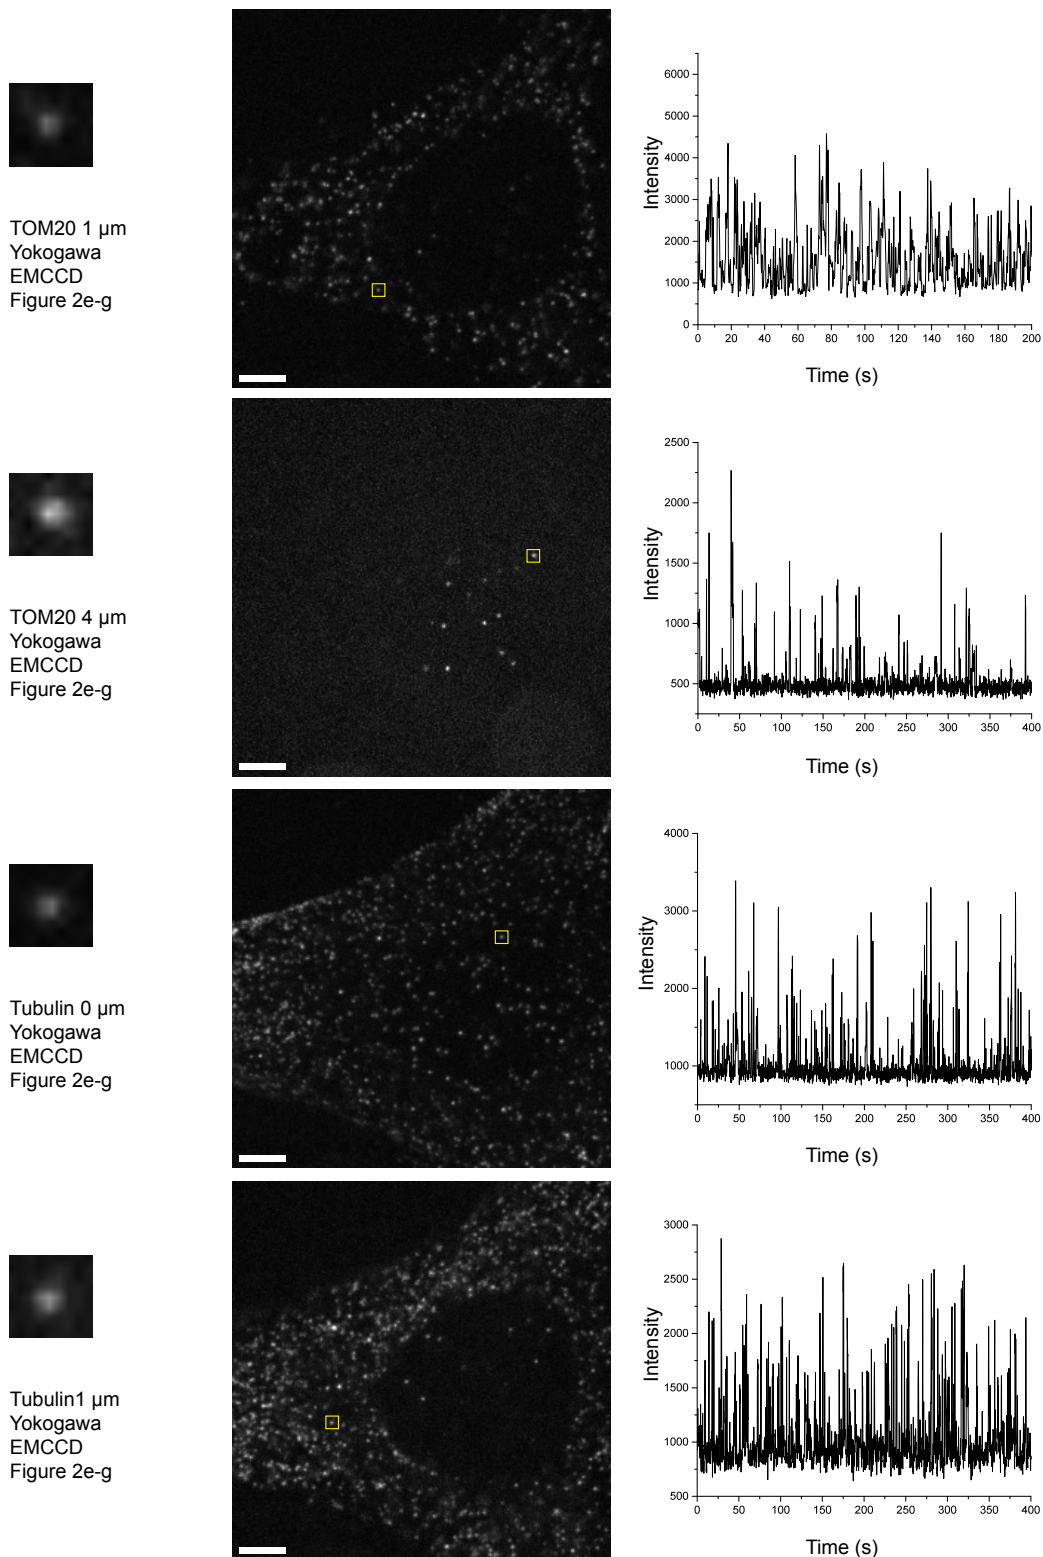 TOM20 1 µm
Yokogawa
EMCCD
Figure 2e-g
6000
5000
4000
3000
2000
1000
0
Intensity
0 20 40 60 80 100 120 140 160 180 200
Time (s)
TOM20 4 µm
Yokogawa
EMCCD
Figure 2e-g
2500
2000
1500
1000
500
Intensity
0 50 100 150 200 250 300 350 400
Time (s)
Tubulin 0 µm
Yokogawa
EMCCD
Figure 2e-g
4000
3000
2000
1000
Intensity
0 50 100 150 200 250 300 350 400
Time (s)
Tubulin1 µm
Yokogawa
EMCCD
Figure 2e-g
3000
2500
2000
1500
1000
500
Intensity
0 50 100 150 200 250 300 350 400
Time (s)